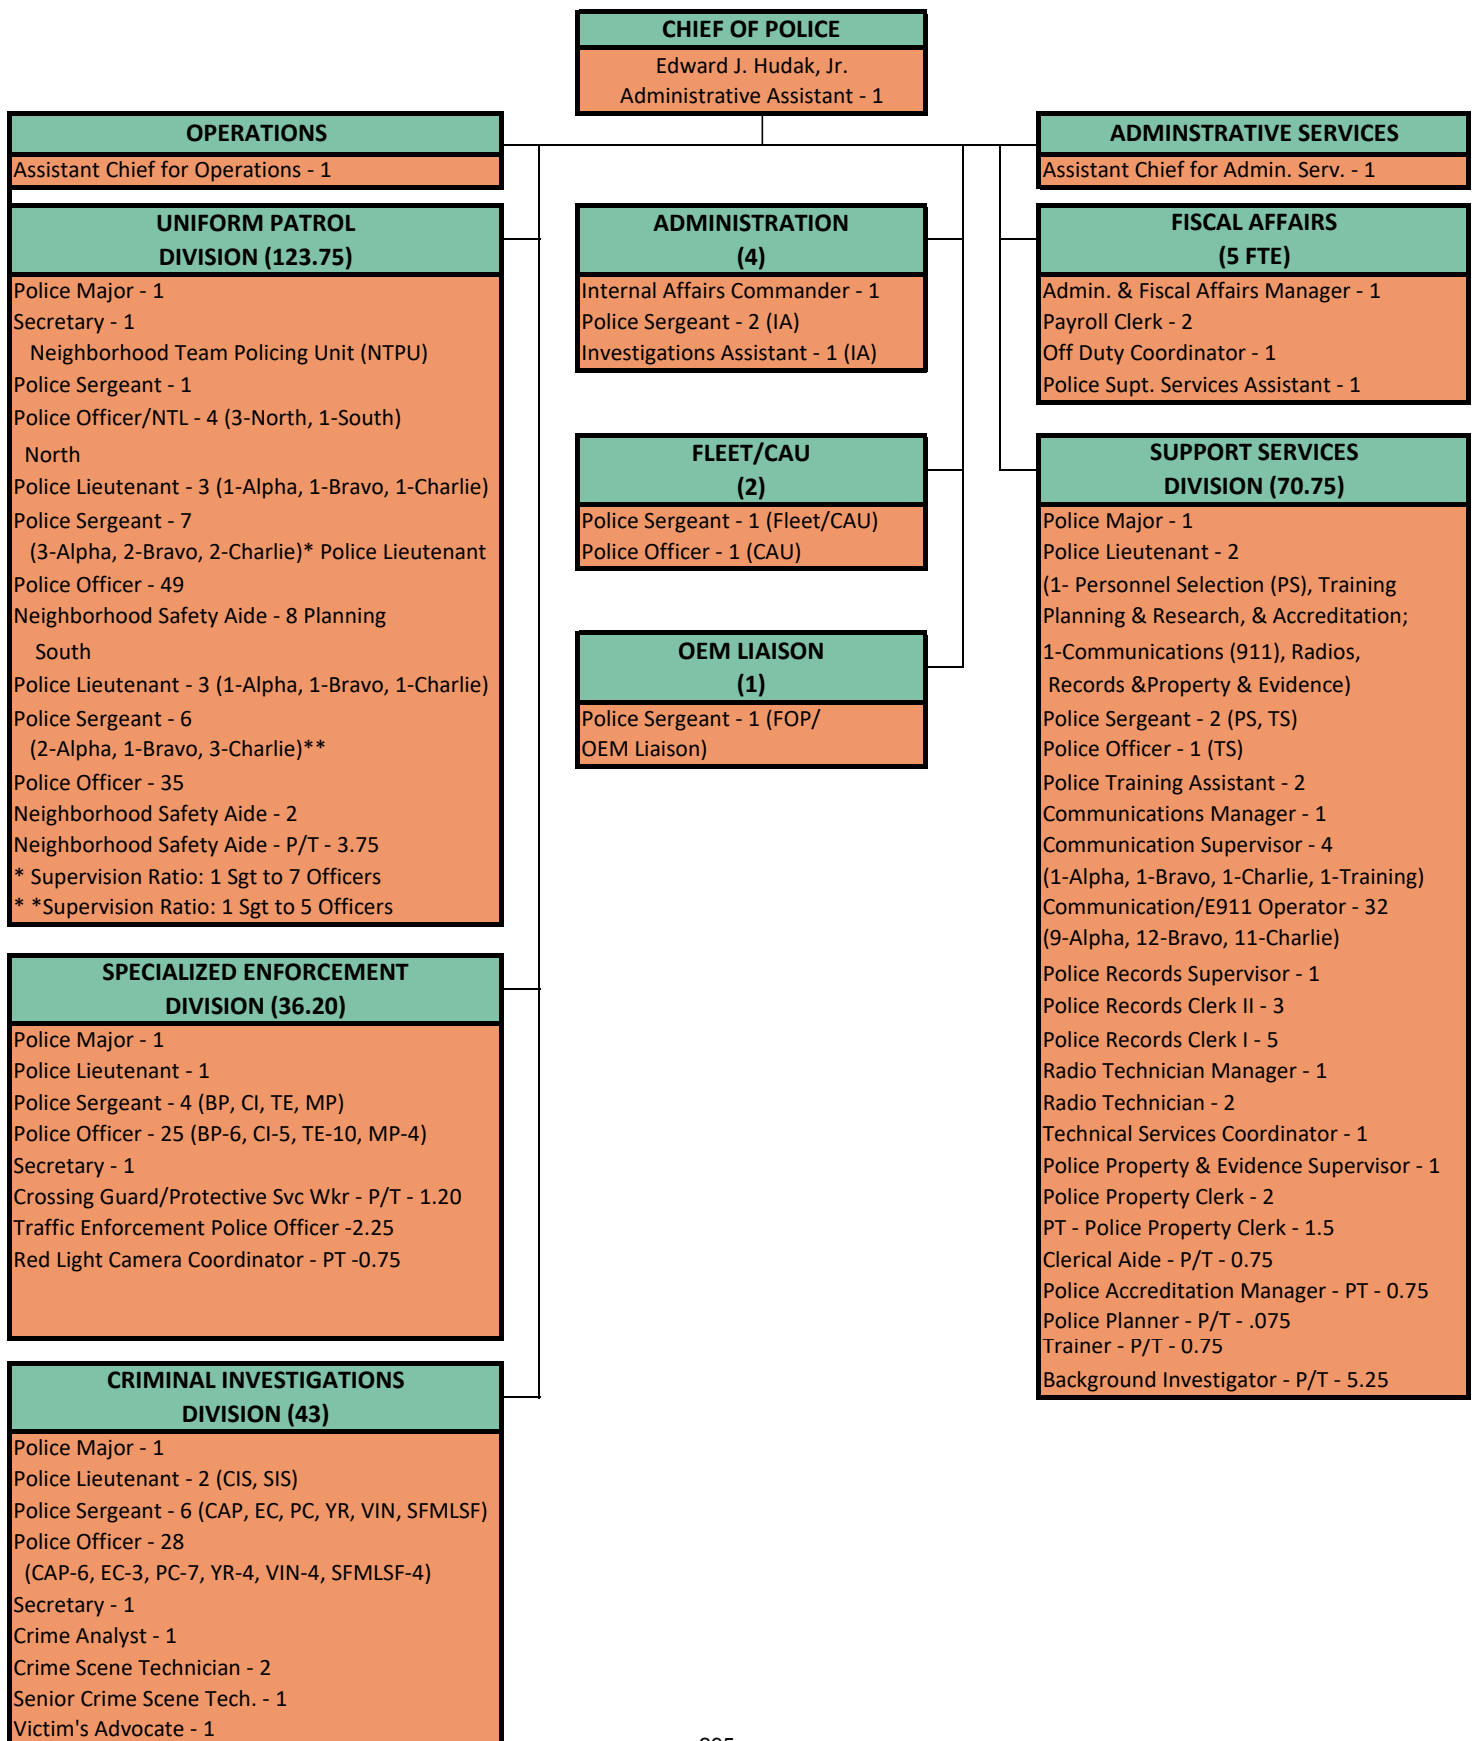 CHIEF OF POLICE
Edward J. Hudak, Jr.
Administrative Assistant - 1
OPERATIONS
Assistant Chief for Operations - 1
ADMINSTRATIVE SERVICES
Assistant Chief for Admin. Serv. - 1
UNIFORM PATROL
DIVISION (123.75)
Police Major - 1
Secretary - 1
Neighborhood Team Policing Unit (NTPU)
Police Sergeant - 1
Police Officer/NTL - 4 (3-North, 1-South)
North
Police Lieutenant - 3 (1-Alpha, 1-Bravo, 1-Charlie)
Police Sergeant - 7
(3-Alpha, 2-Bravo, 2-Charlie)* Police Lieutenant
Police Officer - 49
Neighborhood Safety Aide - 8 Planning
South
Police Lieutenant - 3 (1-Alpha, 1-Bravo, 1-Charlie)
Police Sergeant - 6
(2-Alpha, 1-Bravo, 3-Charlie)**
Police Officer - 35
Neighborhood Safety Aide - 2
Neighborhood Safety Aide - P/T - 3.75
* Supervision Ratio: 1 Sgt to 7 Officers
* *Supervision Ratio: 1 Sgt to 5 Officers
SPECIALIZED ENFORCEMENT
DIVISION (36.20)
Police Major - 1
Police Lieutenant - 1
Police Sergeant - 4 (BP, CI, TE, MP)
Police Officer - 25 (BP-6, CI-5, TE-10, MP-4)
Secretary - 1
Crossing Guard/Protective Svc Wkr - P/T - 1.20
Traffic Enforcement Police Officer -2.25
Red Light Camera Coordinator - PT -0.75
CRIMINAL INVESTIGATIONS
DIVISION (43)
Police Major - 1
Police Lieutenant - 2 (CIS, SIS)
Police Sergeant - 6 (CAP, EC, PC, YR, VIN, SFMLSF)
Police Officer - 28
(CAP-6, EC-3, PC-7, YR-4, VIN-4, SFMLSF-4)
Secretary - 1
Crime Analyst - 1
Crime Scene Technician - 2
Senior Crime Scene Tech. - 1
Victim's Advocate - 1
ADMINISTRATION
(4)
Internal Affairs Commander - 1
Police Sergeant - 2 (IA)
Investigations Assistant - 1 (IA)
FLEET/CAU
(2)
Police Sergeant - 1 (Fleet/CAU)
Police Officer - 1 (CAU)
OEM LIAISON
(1)
Police Sergeant - 1 (FOP/
OEM Liaison)
FISCAL AFFAIRS
(5 FTE)
Admin. & Fiscal Affairs Manager - 1
Payroll Clerk - 2
Off Duty Coordinator - 1
Police Supt. Services Assistant - 1
SUPPORT SERVICES
DIVISION (70.75)
Police Major - 1
Police Lieutenant - 2
(1- Personnel Selection (PS), Training
Planning & Research, & Accreditation;
1-Communications (911), Radios,
Records &Property & Evidence)
Police Sergeant - 2 (PS, TS)
Police Officer - 1 (TS)
Police Training Assistant - 2
Communications Manager - 1
Communication Supervisor - 4
(1-Alpha, 1-Bravo, 1-Charlie, 1-Training)
Communication/E911 Operator - 32
(9-Alpha, 12-Bravo, 11-Charlie)
Police Records Supervisor - 1
Police Records Clerk II - 3
Police Records Clerk I - 5
Radio Technician Manager - 1
Radio Technician - 2
Technical Services Coordinator - 1
Police Property & Evidence Supervisor - 1
Police Property Clerk - 2
PT - Police Property Clerk - 1.5
Clerical Aide - P/T - 0.75
Police Accreditation Manager - PT - 0.75
Police Planner - P/T - .075
Trainer - P/T - 0.75
Background Investigator - P/T - 5.25